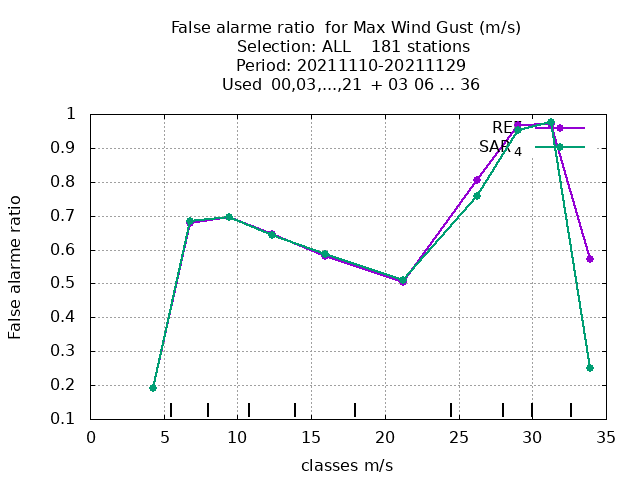 False alarme ratio  for Max Wind Gust (m/s)
Selection: ALL    181 stations
Period: 20211110-20211129
Used  00,03,...,21  + 03 06 ... 36
1
0.9
0.8
0.7
0.6
0.5
0.4
0.3
0.2
0.1
False alarme ratio
SAR 4
0 5 10 15 20 25 30 35
classes m/s